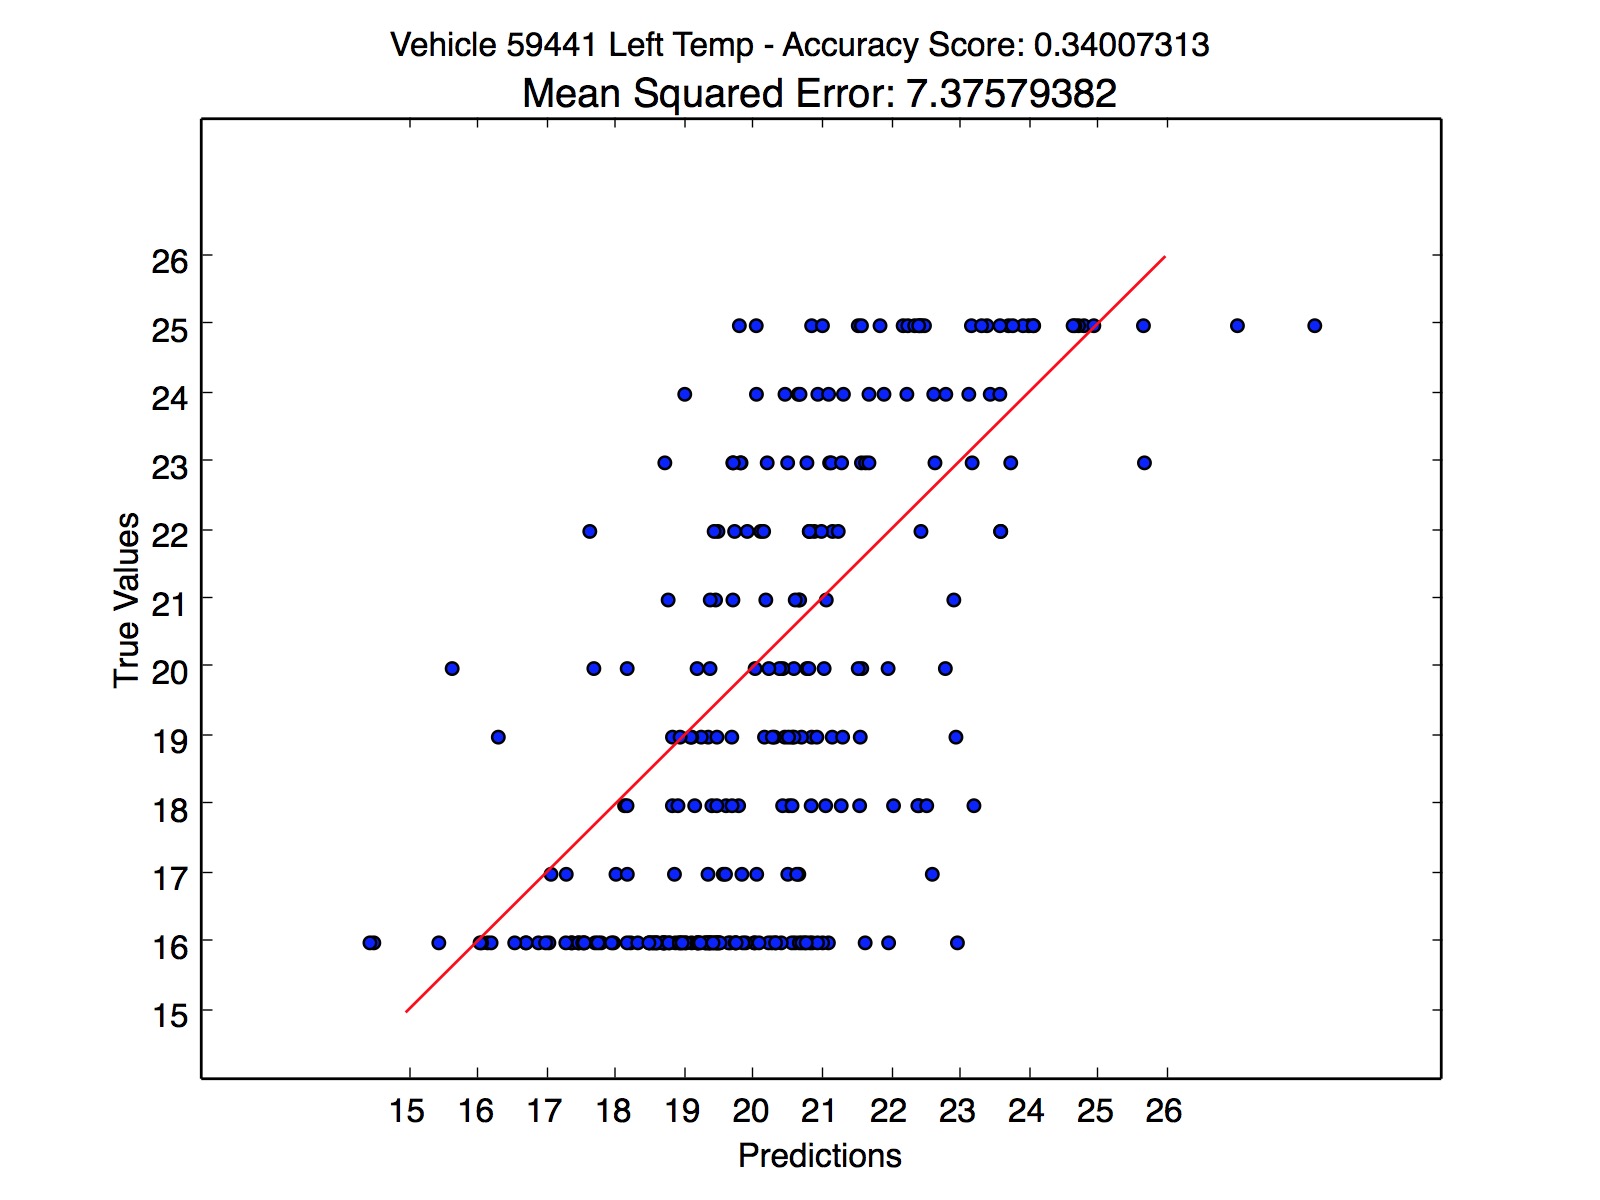 Vehicle 59441 Left Temp - Accuracy Score: 0.34007313
Mean Squared Error: 7.37579382
26
25
24
23
22
21
20
19
18
17
16
15
True Values
15 16 17 18 19 20 21 22 23 24 25 26
Predictions